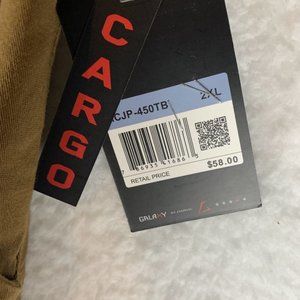 CARGO
CJP-450TB
2XL
RETAIL PRICE
$58.00
GALAXY